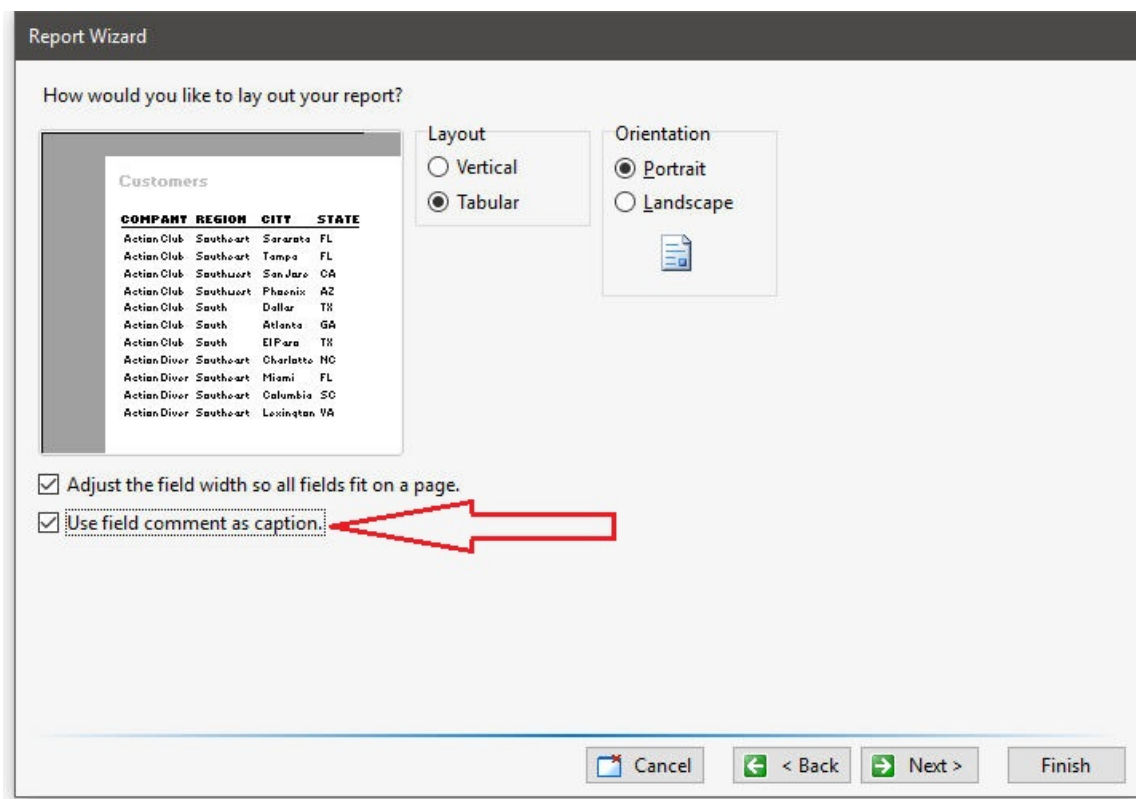 Report Wizard
How would you like to lay out your report?
Layout
Vertical
Tabular
Orientation
Portrait
Landscape
Customers
COMPANY REGION CITY STATE
Action Club Southeast Sarasota FL
Action Club Southeast Tampa FL
Action Club Southwest San Jose CA
Action Club Southwest Phoenix AZ
Action Club South Dallas TX
Action Club South Atlanta GA
Action Club South El Paso TX
Action Diver Southeast Charlotte NC
Action Diver Southeast Miami FL
Action Diver Southeast Columbia SC
Action Diver Southeast Lexington VA
Adjust the field width so all fields fit on a page.
Use field comment as caption.
Cancel
< Back
Next >
Finish